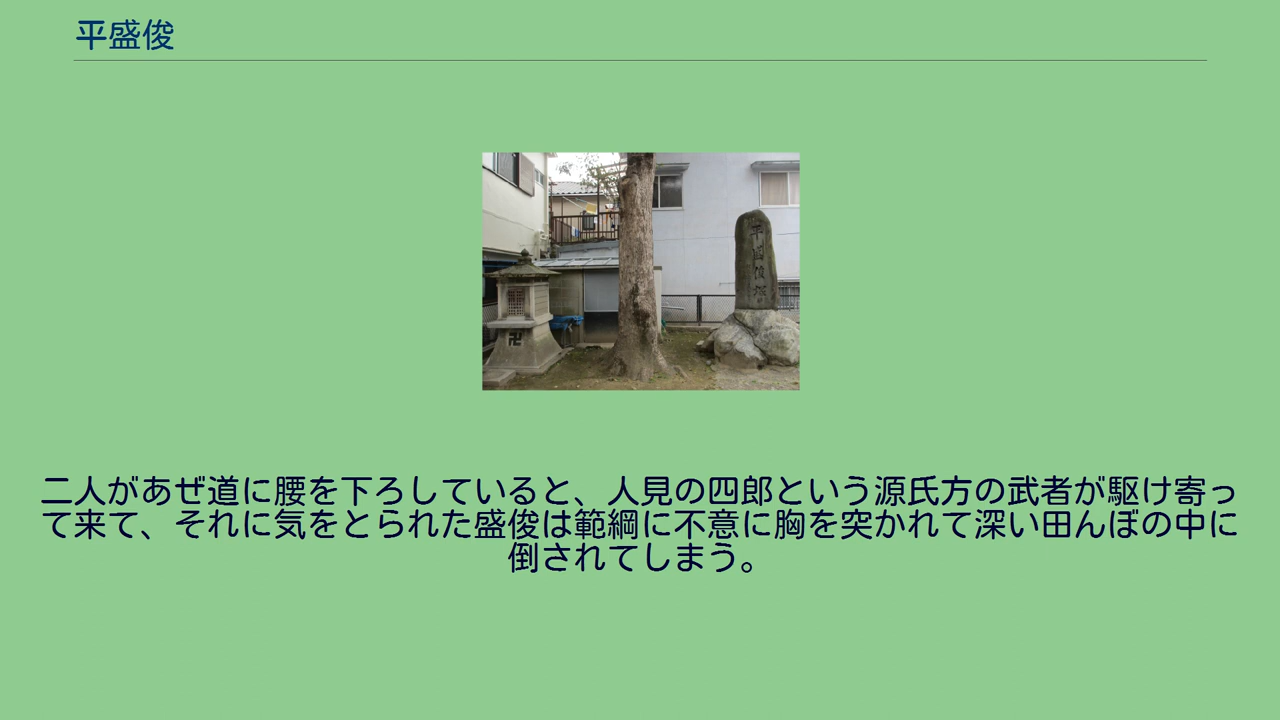 平盛俊
平盛俊塚
二人があぜ道に腰を下ろしていると、人見の四郎という源氏方の武者が駆け寄っ
て来て、それに気をとられた盛俊は範綱に不意に胸を突かれて深い田んぼの中に
倒されてしまう。